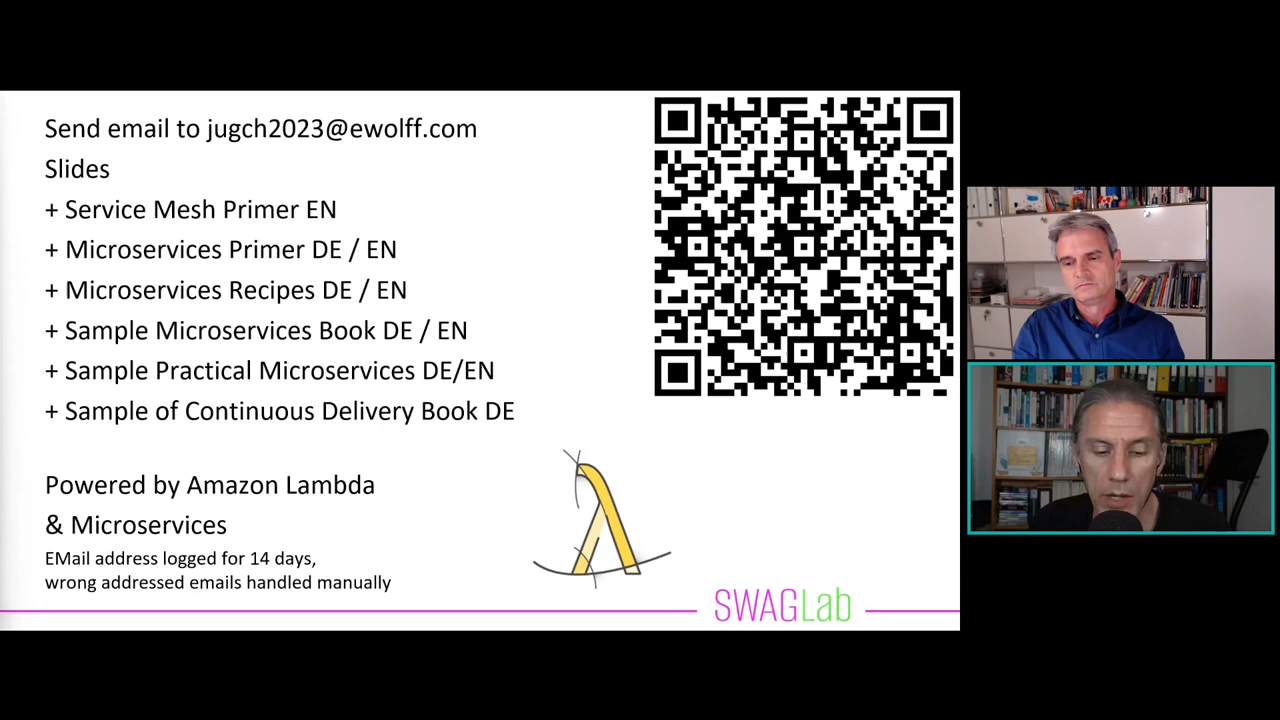 Send email to jugch2023@ewolff.com
Slides
+ Service Mesh Primer EN
+ Microservices Primer DE / EN
+ Microservices Recipes DE / EN
+ Sample Microservices Book DE / EN
+ Sample Practical Microservices DE/EN
+ Sample of Continuous Delivery Book DE
Powered by Amazon Lambda
& Microservices
EMail address logged for 14 days,
wrong addressed emails handled manually
SWAGLab